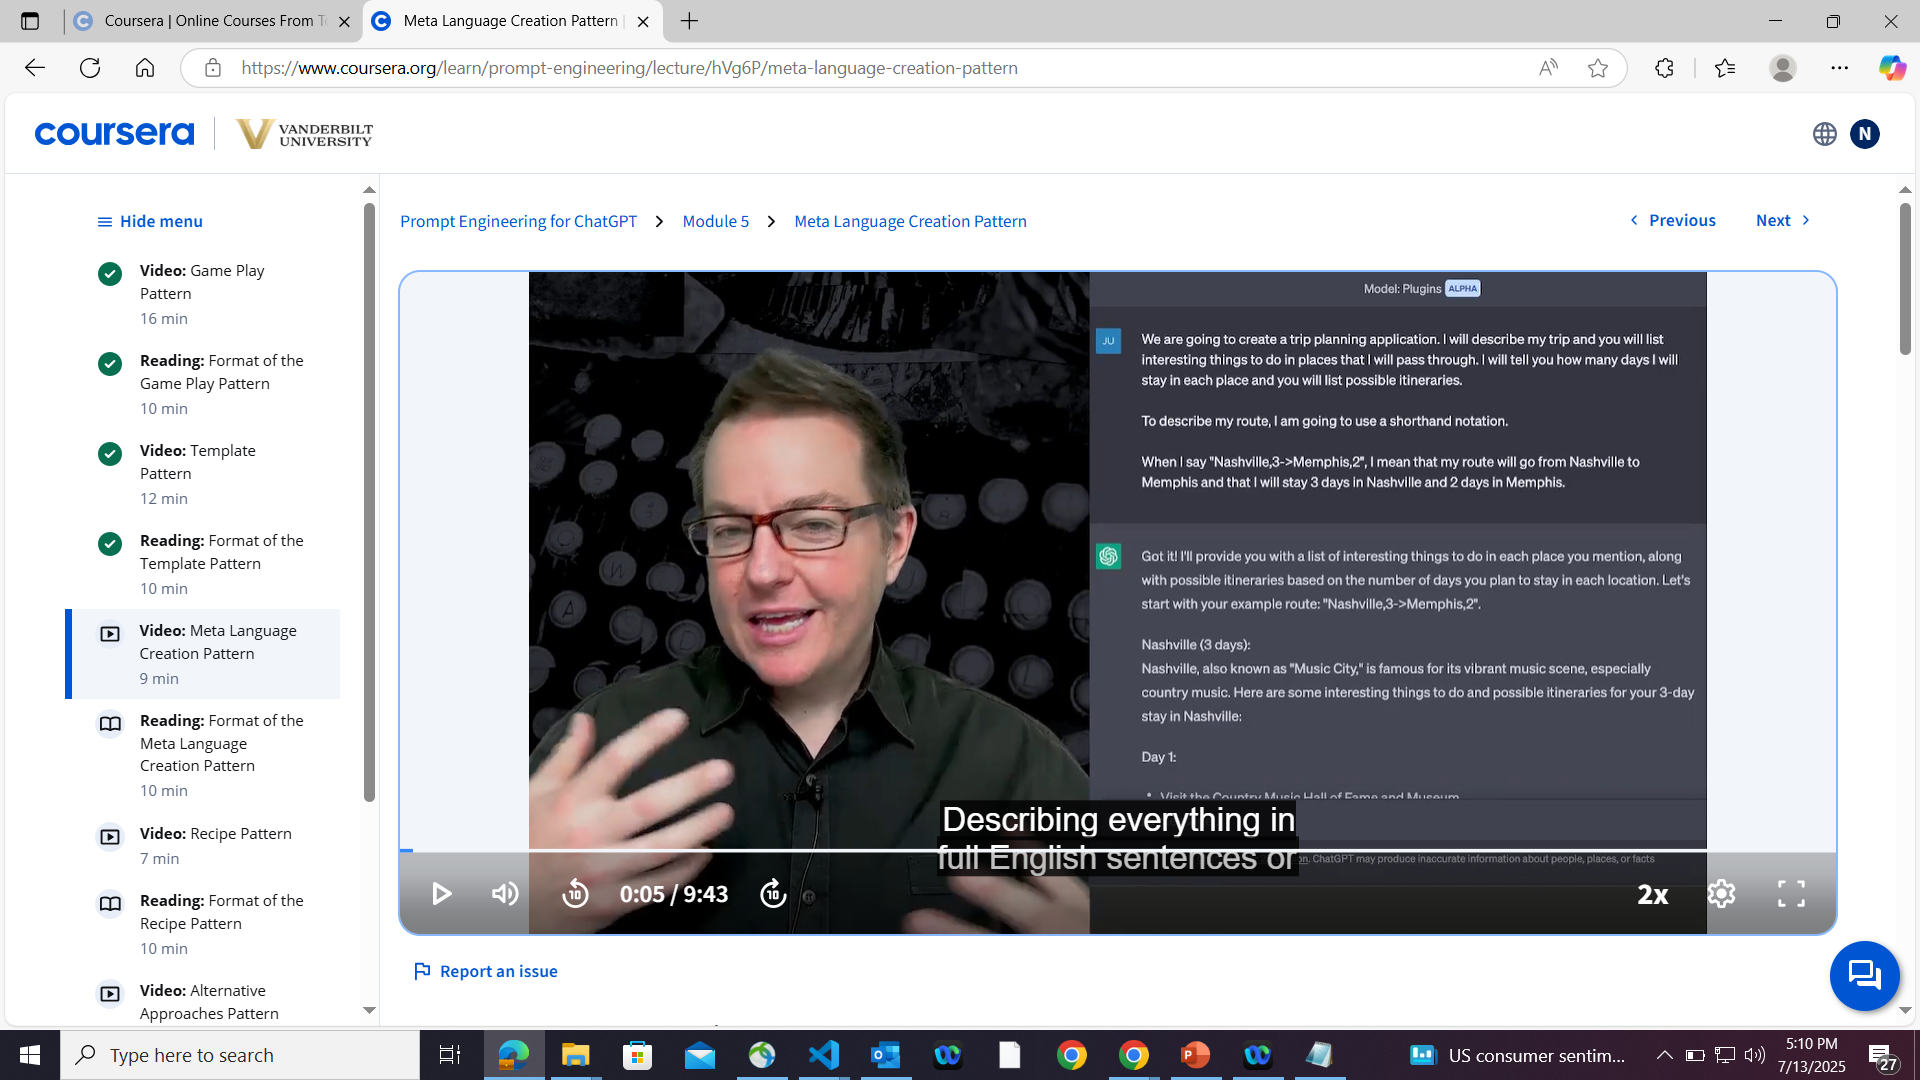 Coursera | Online Courses From T
Meta Language Creation Pattern |
https://www.coursera.org/learn/prompt-engineering/lecture/hVg6P/meta-language-creation-pattern
coursera
VANDERBILT
UNIVERSITY
N
Hide menu
Video: Game Play
Pattern
16 min
Reading: Format of the
Game Play Pattern
10 min
Video: Template
Pattern
12 min
Reading: Format of the
Template Pattern
10 min
Video: Meta Language
Creation Pattern
9 min
Reading: Format of the
Meta Language
Creation Pattern
10 min
Video: Recipe Pattern
7 min
Reading: Format of the
Recipe Pattern
10 min
Video: Alternative
Approaches Pattern
Prompt Engineering for ChatGPT
Module 5
Meta Language Creation Pattern
Previous
Next
Model: Plugins ALPHA
JU
We are going to create a trip planning application. I will describe my trip and you will list
interesting things to do in places that I will pass through. I will tell you how many days I will
stay in each place and you will list possible itineraries.
To describe my route, I am going to use a shorthand notation.
When I say "Nashville,3->Memphis,2", I mean that my route will go from Nashville to
Memphis and that I will stay 3 days in Nashville and 2 days in Memphis.
Got it! I'll provide you with a list of interesting things to do in each place you mention, along
with possible itineraries based on the number of days you plan to stay in each location. Let's
start with your example route: "Nashville,3->Memphis,2".
Nashville (3 days):
Nashville, also known as "Music City," is famous for its vibrant music scene, especially
country music. Here are some interesting things to do and possible itineraries for your 3-day
stay in Nashville:
Day 1:
Visit the Country Music Hall of Fame and Museum
Describing everything in
full English sentences or
ChatGPT may produce inaccurate information about people, places, or facts
10
0:05 / 9:43
10
2x
Report an issue
Type here to search
US consumer sentim...
5:10 PM
7/13/2025
27